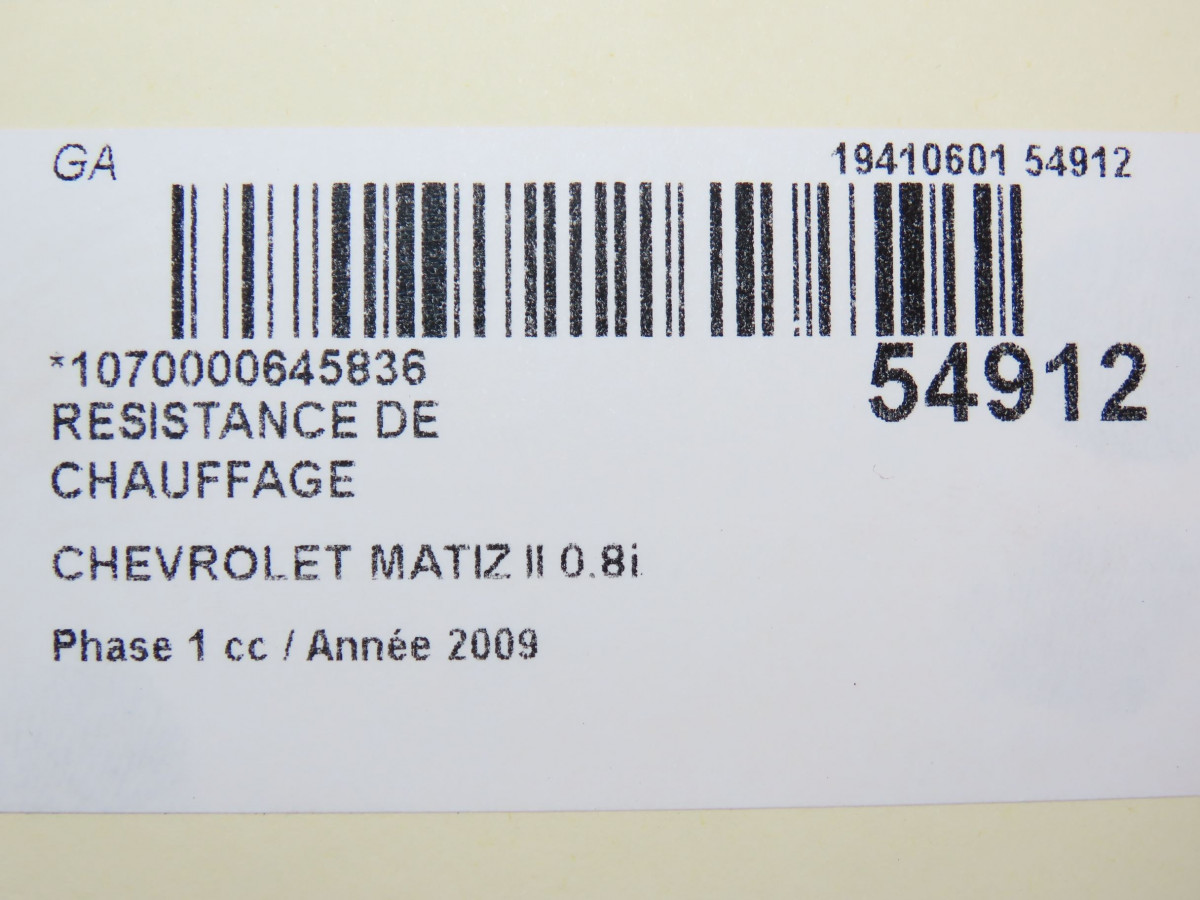 GA
19410601 54912
*1070000645836
54912
RESISTANCE DE
CHAUFFAGE
CHEVROLET MATIZ II 0.8i
Phase 1 cc / Année 2009